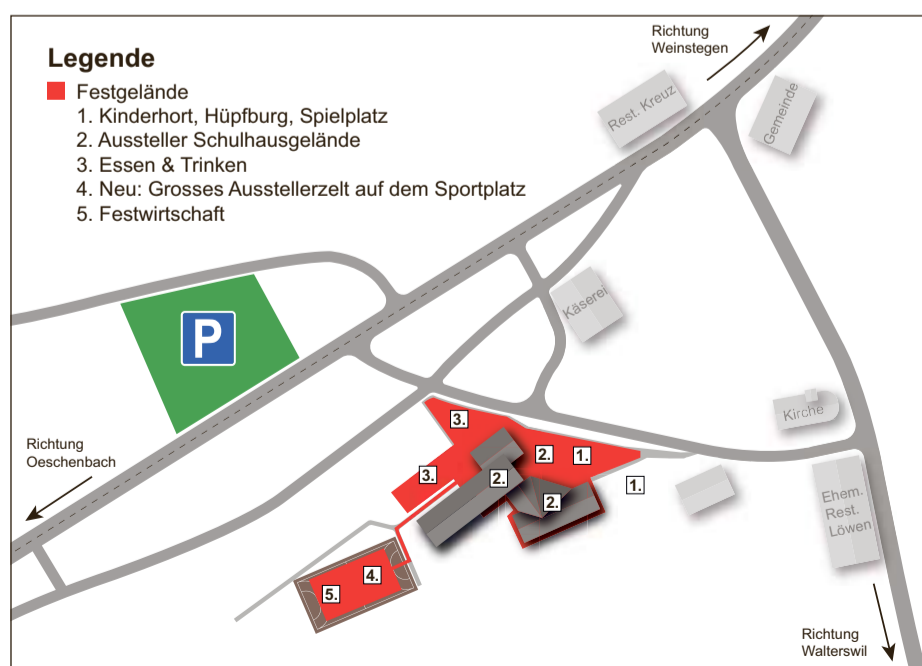 Legende
Festgelände
1. Kinderhort, Hüpfburg, Spielplatz
2. Aussteller Schulhausgelände
3. Essen & Trinken
4. Neu: Grosses Ausstellerzelt auf dem Sportplatz
5. Festwirtschaft
Richtung
Weinstegen
Rest. Kreuz
Gemeinde
Käserei
P
Kirche
Richtung
Oeschenbach
3.
2.
1.
3.
2.
1.
2.
Ehem.
Rest.
Löwen
4.
5.
Richtung
Walterswil